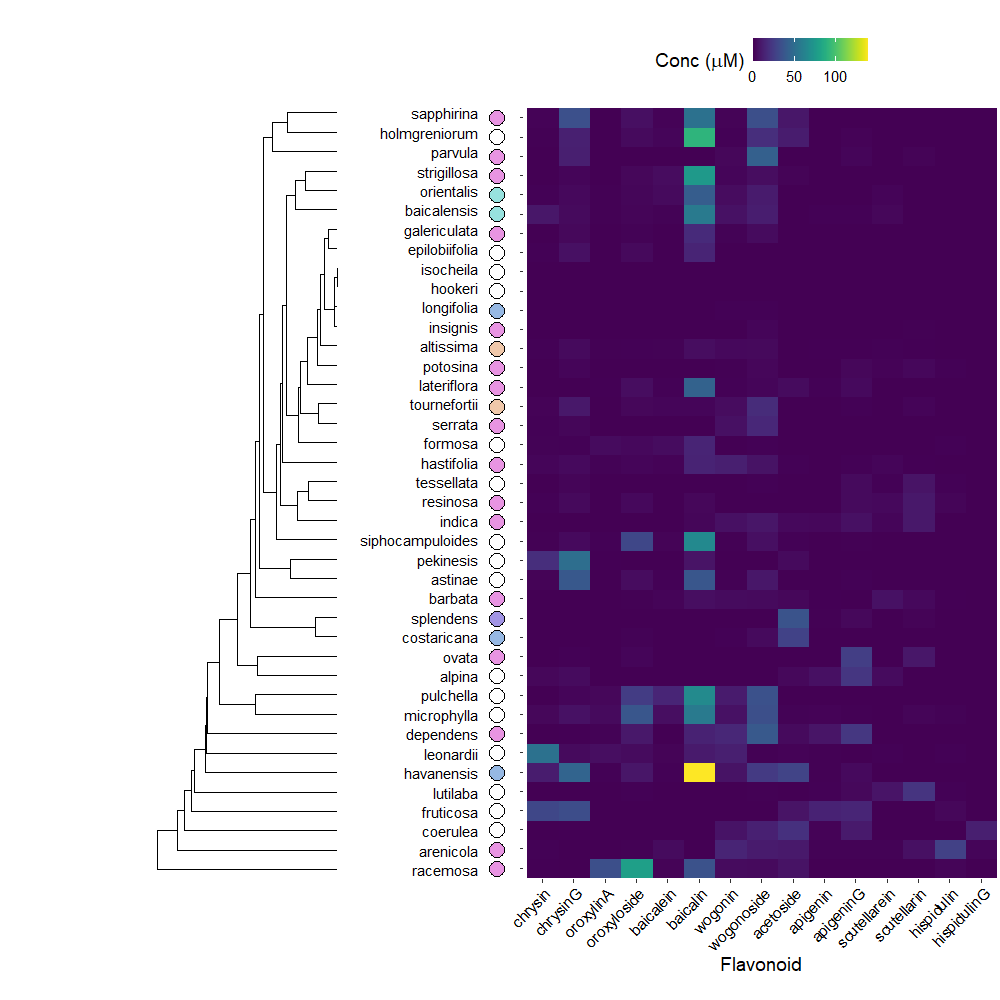 Conc (μM)
0 50 100
sapphirina
holmgreniorum
parvula
strigillosa
orientalis
baicalensis
galericulata
epilobiifolia
isocheila
hookeri
longifolia
insignis
altissima
potosina
lateriflora
tournefortii
serrata
formosa
hastifolia
tessellata
resinosa
indica
siphocampuloides
pekinesis
astinae
barbata
splendens
costaricana
ovata
alpina
pulchella
microphylla
dependens
leonardii
havanensis
lutilaba
fruticosa
coerulea
arenicola
racemosa
chrysin
chrysinG
oroxylinA
oroxyloside
baicalein
baicalin
wogonin
wogonoside
acetoside
apigenin
apigeninG
scutellarein
scutellarin
hispidulin
hispidulinG
Flavonoid